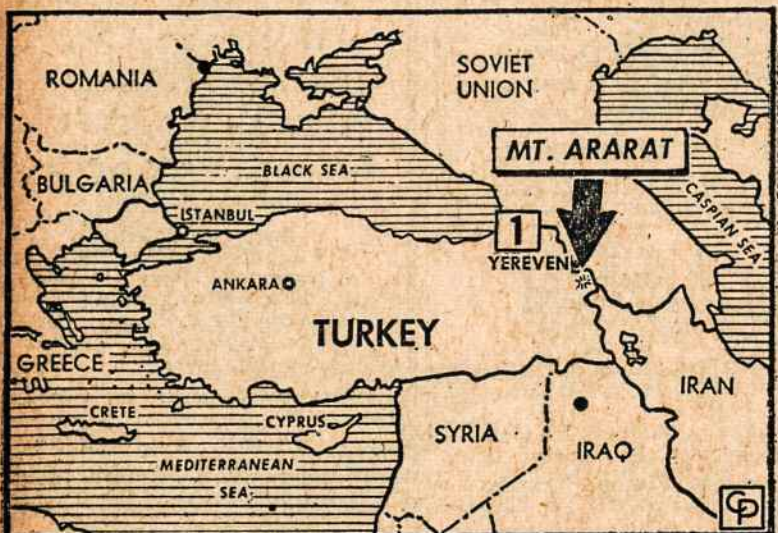 ROMANIA
SOVIET
UNION
MT. ARARAT
BLACK SEA
BULGARIA
CASPIAN SEA
ISTANBUL
1
YEREVEN
ANKARA
TURKEY
GREECE
IRAN
CRETE
CYPRUS
SYRIA
IRAQ
MEDITERRANEAN
SEA
CP